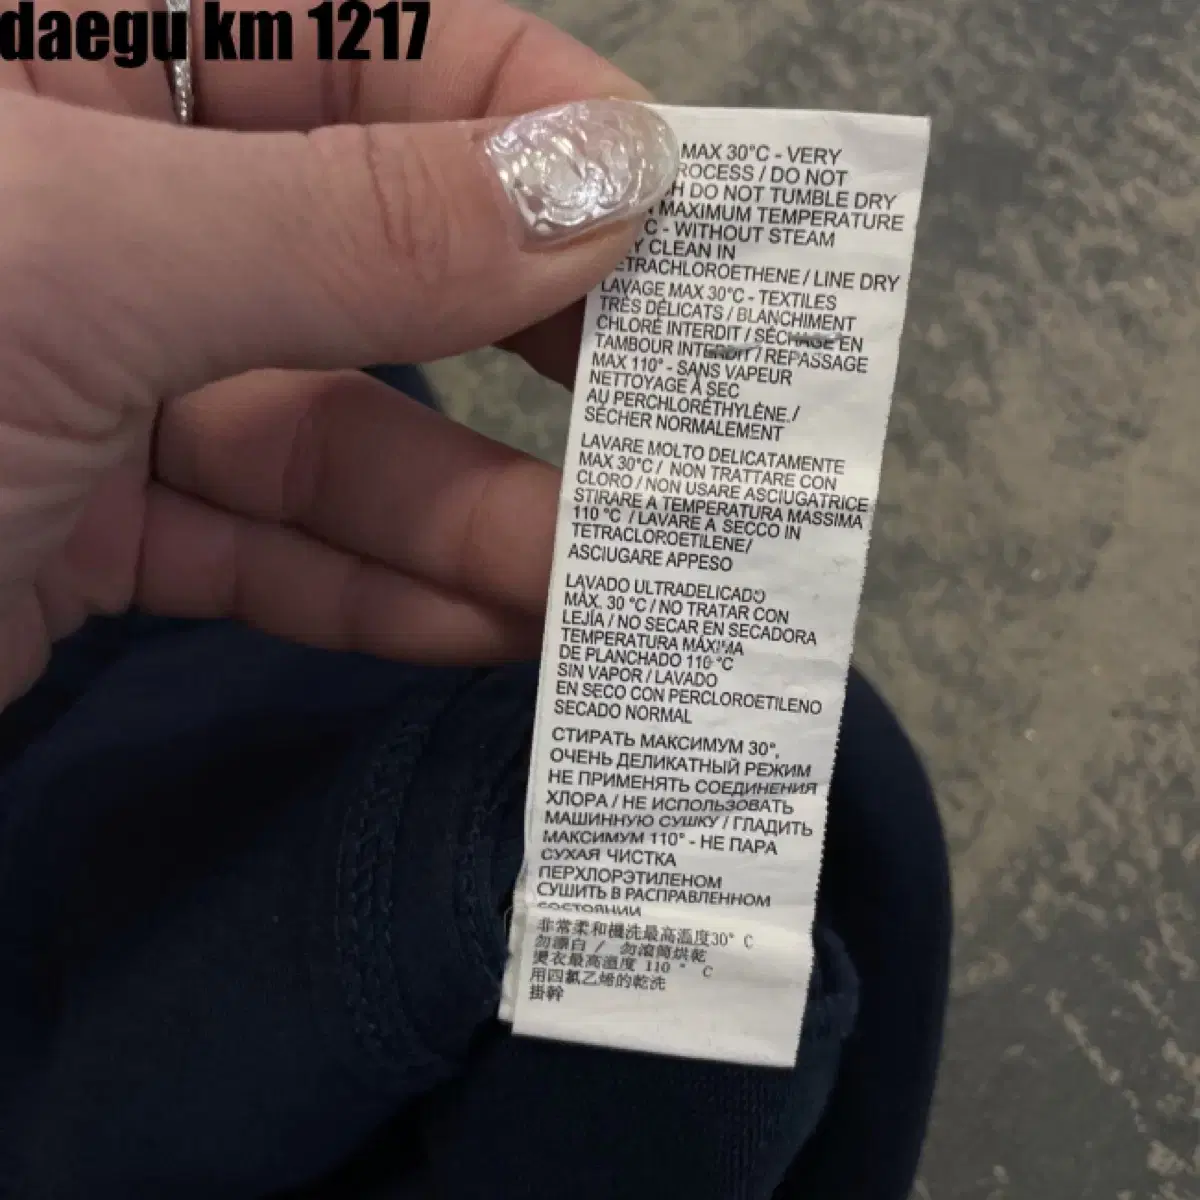 daegu km 1217
MAX 30°C - VERY
/ DO NOT
DO NOT TUMBLE DRY
MAXIMUM TEMPERATURE
C - WITHOUT STEAM
CLEAN IN
/ LINE DRY
LAVAGE MAX 30°C - TEXTILES
TRÈS DÉLICATS / BLANCHIMENT
CHLORÉ INTERDIT / SÉCHAGE EN
TAMBOUR INTERDIT / REPASSAGE
MAX 110° - SANS VAPEUR
NETTOYAGE À SEC
AU PERCHLORÉTHYLÈNE./
SÉCHER NORMALEMENT
LAVARE MOLTO DELICATAMENTE
MAX 30°C / NON TRATTARE CON
CLORO / NON USARE ASCIUGATRICE
STIRARE A TEMPERATURA MASSIMA
110 °C / LAVARE A SECCO IN
TETRACLOROETILENE/
ASCIUGARE APPESO
LAVADO ULTRADELICADO
MÁX. 30 °C / NO TRATAR CON
LEJÍA / NO SECAR EN SECADORA
TEMPERATURA MÁXIMA
DE PLANCHADO 110 °C
SIN VAPOR / LAVADO
EN SECO CON PERCLOROETILENO
SECADO NORMAL
СТИРАТЬ МАКСИМУМ 30°,
ОЧЕНЬ ДЕЛИКАТНЫЙ РЕЖИМ
НЕ ПРИМЕНЯТЬ СОЕДИНЕНИЯ
ХЛОРА / НЕ ИСПОЛЬЗОВАТЬ
МАШИННУЮ СУШКУ / ГЛАДИТЬ
МАКСИМУМ 110° - НЕ ПАРА
СУХАЯ ЧИСТКА
ПЕРХЛОРЭТИЛЕНОМ
СУШИТЬ В РАСПРАВЛЕННОМ
СОСТОЯНИИ
非常柔和機洗最高溫度30° C
勿漂白 / 勿滾筒烘乾
燙衣最高溫度 110 ° C
用四氯乙烯的乾洗
掛幹